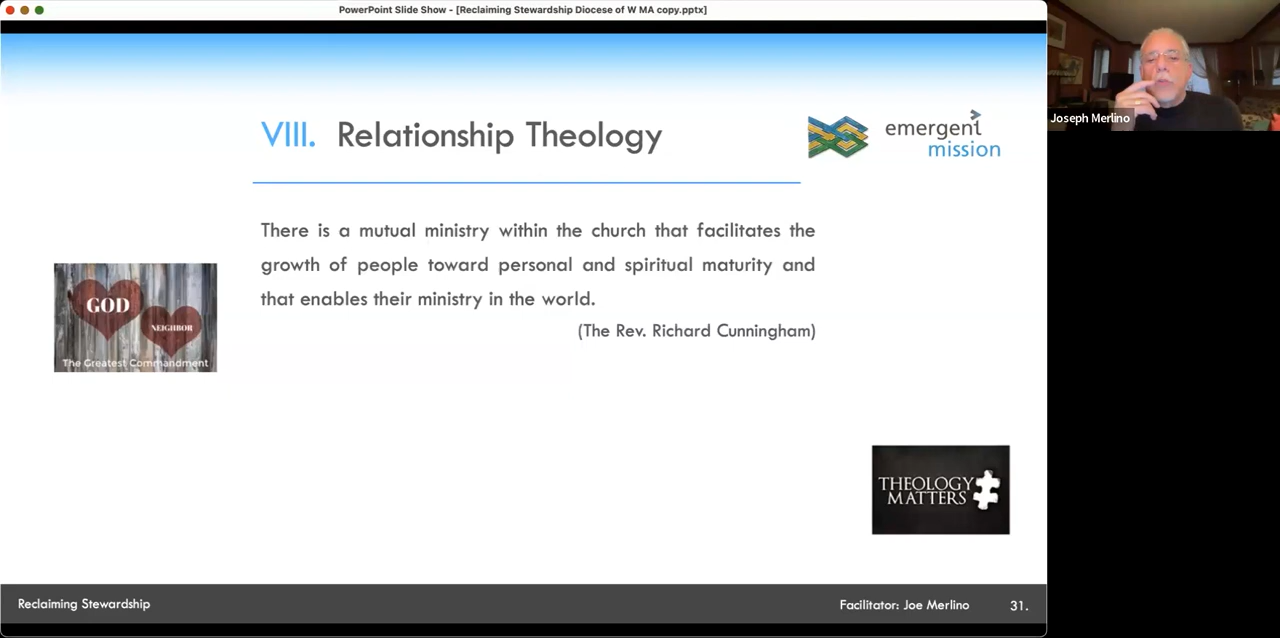 PowerPoint Slide Show - [Reclaiming Stewardship Diocese of W MA copy.pptx]
Joseph Merlino
VIII. Relationship Theology
emergent
mission
There is a mutual ministry within the church that facilitates the
growth of people toward personal and spiritual maturity and
that enables their ministry in the world.
(The Rev. Richard Cunningham)
GOD
NEIGHBOR
The Greatest Commandment
THEOLOGY
MATTERS
Reclaiming Stewardship
Facilitator: Joe Merlino
31.